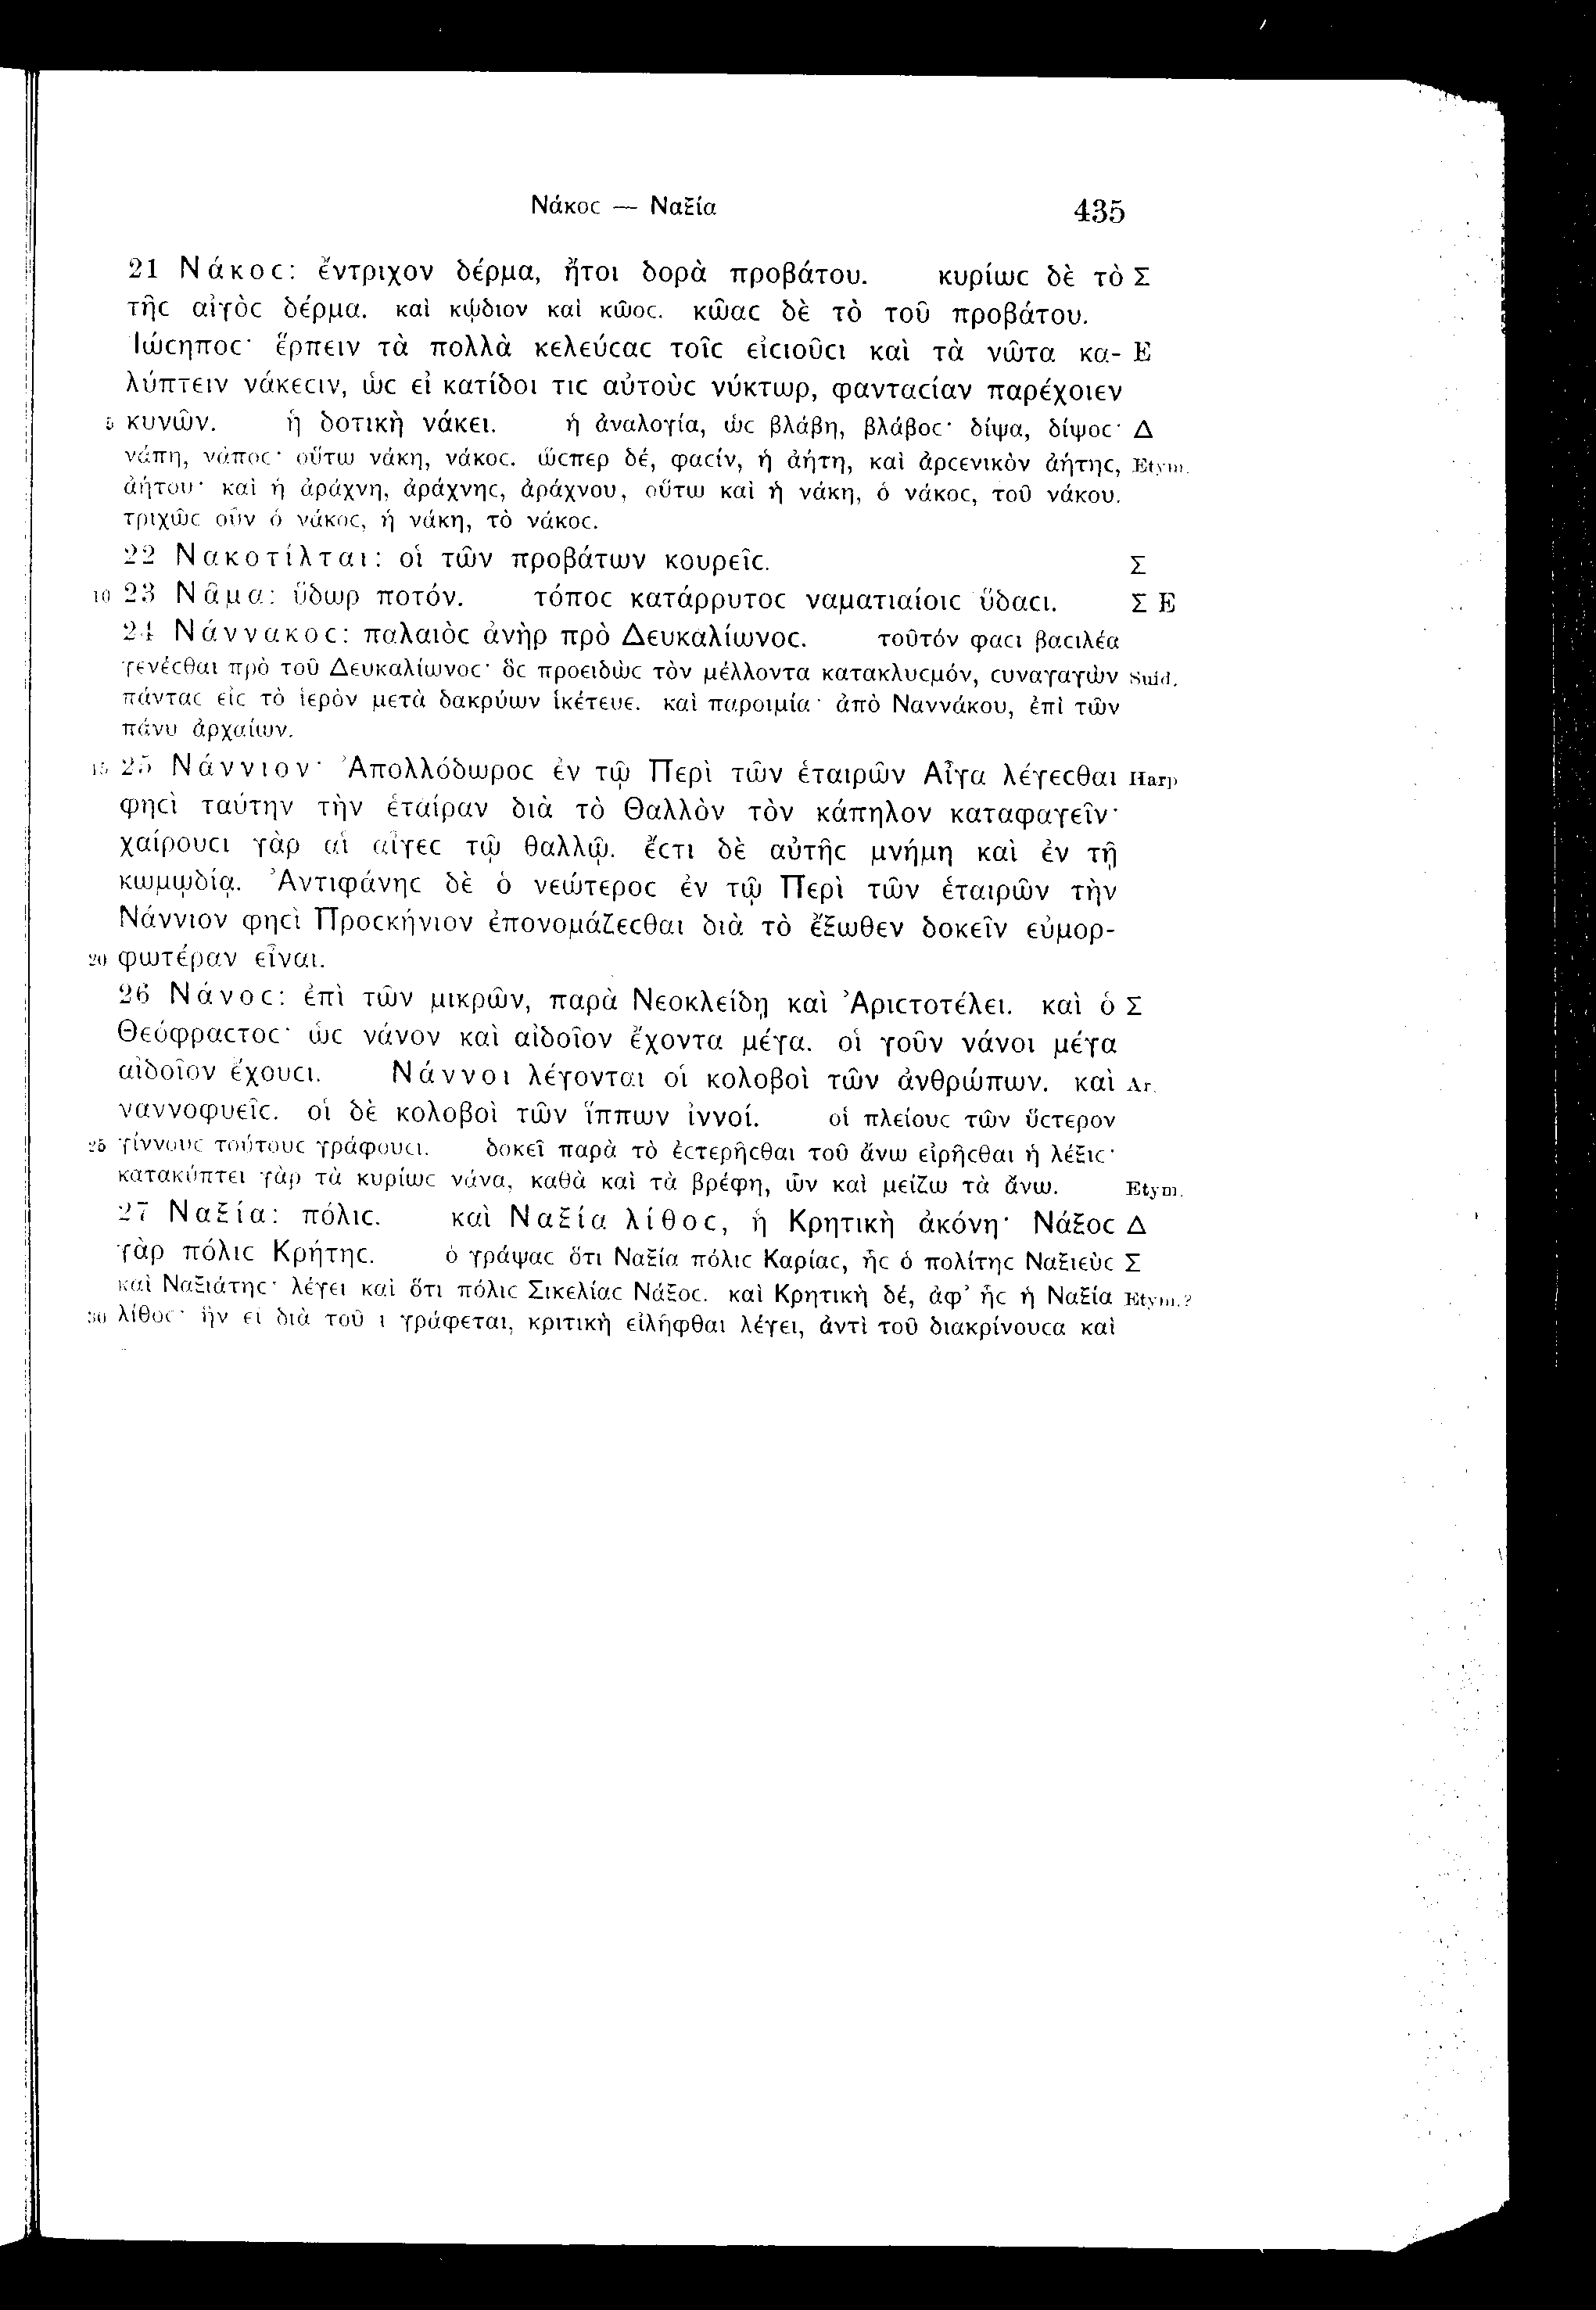 Νάκοϲ — Ναξία 435
21 Νάκοϲ: ἔντριχον δέρμα, ἤτοι δορὰ προβάτου. κυρίωϲ δὲ τὸ Σ
τῆϲ αἰγὸϲ δέρμα. καὶ κῴδιον καὶ κῶοϲ. κῶαϲ δὲ τὸ τοῦ προβάτου.
Ἰώϲηποϲ· ἕρπειν τὰ πολλὰ κελεύϲαϲ τοῖϲ εἰϲιοῦϲι καὶ τὰ νῶτα κα- E
λύπτειν νάκεϲιν, ὡϲ εἰ κατίδοι τιϲ αὐτοὺϲ νύκτωρ, φανταϲίαν παρέχοιεν
5 κυνῶν. ἡ δοτικὴ νάκει. ἡ ἀναλογία, ὡϲ βλάβη, βλάβοϲ· δίψα, δίψοϲ· Δ
νάπη, νάποϲ· οὕτω νάκη, νάκοϲ. ὥϲπερ δέ, φαϲίν, ἡ ἀήτη, καὶ ἀρϲενικὸν ἀήτηϲ, Etym.
ἀήτου· καὶ ἡ ἀράχνη, ἀράχνηϲ, ἀράχνου, οὕτω καὶ ἡ νάκη, ὁ νάκοϲ, τοῦ νάκου.
τριχῶϲ οὖν ὁ νάκοϲ, ἡ νάκη, τὸ νάκοϲ.
22 Νακοτίλται: οἱ τῶν προβάτων κουρεῖϲ. Σ
10 23 Νᾶμα: ὕδωρ ποτόν. τόποϲ κατάρρυτοϲ ναματιαίοιϲ ὕδαϲι. Σ E
24 Νάννακοϲ: παλαιὸϲ ἀνὴρ πρὸ Δευκαλίωνοϲ. τοῦτόν φαϲι βαϲιλέα
γενέϲθαι πρὸ τοῦ Δευκαλίωνοϲ· ὃϲ προειδὼϲ τὸν μέλλοντα κατακλυϲμόν, ϲυναγαγὼν Suid.
πάνταϲ εἰϲ τὸ ἱερὸν μετὰ δακρύων ἱκέτευε. καὶ παροιμία· ἀπὸ Ναννάκου, ἐπὶ τῶν
πάνυ ἀρχαίων.
15 25 Νάννιον· Ἀπολλόδωροϲ ἐν τῷ Περὶ τῶν ἑταιρῶν Αἶγα λέγεϲθαι Harp
φηϲὶ ταύτην τὴν ἑταίραν διὰ τὸ Θαλλὸν τὸν κάπηλον καταφαγεῖν·
χαίρουϲι γὰρ αἱ αἶγεϲ τῷ θαλλῷ. ἔϲτι δὲ αὐτῆϲ μνήμη καὶ ἐν τῇ
κωμῳδίᾳ. Ἀντιφάνηϲ δὲ ὁ νεώτεροϲ ἐν τῷ Περὶ τῶν ἑταιρῶν τὴν
Νάννιον φηϲὶ Προϲκήνιον ἐπονομάζεϲθαι διὰ τὸ ἔξωθεν δοκεῖν εὐμορ-
20 φωτέραν εἶναι.
26 Νάνοϲ: ἐπὶ τῶν μικρῶν, παρὰ Νεοκλείδῃ καὶ Ἀριϲτοτέλει. καὶ ὁ Σ
Θεόφραϲτοϲ· ὡϲ νάνον καὶ αἰδοῖον ἔχοντα μέγα. οἱ γοῦν νάνοι μέγα
αἰδοῖον ἔχουϲι. Νάννοι λέγονται οἱ κολοβοὶ τῶν ἀνθρώπων. καὶ Ar.
ναννοφυεῖϲ. οἱ δὲ κολοβοὶ τῶν ἵππων ἰννοί. οἱ πλείουϲ τῶν ὕϲτερον
25 γίννουϲ τούτουϲ γράφουϲι. δοκεῖ παρὰ τὸ ἐϲτερῆϲθαι τοῦ ἄνω εἰρῆϲθαι ἡ λέξιϲ·
κατακύπτει γὰρ τὰ κυρίωϲ νάνα, καθὰ καὶ τὰ βρέφη, ὧν καὶ μείζω τὰ ἄνω. Etym.
27 Ναξία: πόλιϲ. καὶ Ναξία λίθοϲ, ἡ Κρητικὴ ἀκόνη· Νάξοϲ Δ
γὰρ πόλιϲ Κρήτηϲ. ὁ γράψαϲ ὅτι Ναξία πόλιϲ Καρίαϲ, ἧϲ ὁ πολίτηϲ Ναξιεὺϲ Σ
καὶ Ναξιάτηϲ· λέγει καὶ ὅτι πόλιϲ Σικελίαϲ Νάξοϲ. καὶ Κρητικὴ δέ, ἀφ' ἧϲ ἡ Ναξία Etym.?
30 λίθοϲ· ἣν εἰ διὰ τοῦ ι γράφεται, κριτικὴ εἰλῆφθαι λέγει, ἀντὶ τοῦ διακρίνουϲα καὶ